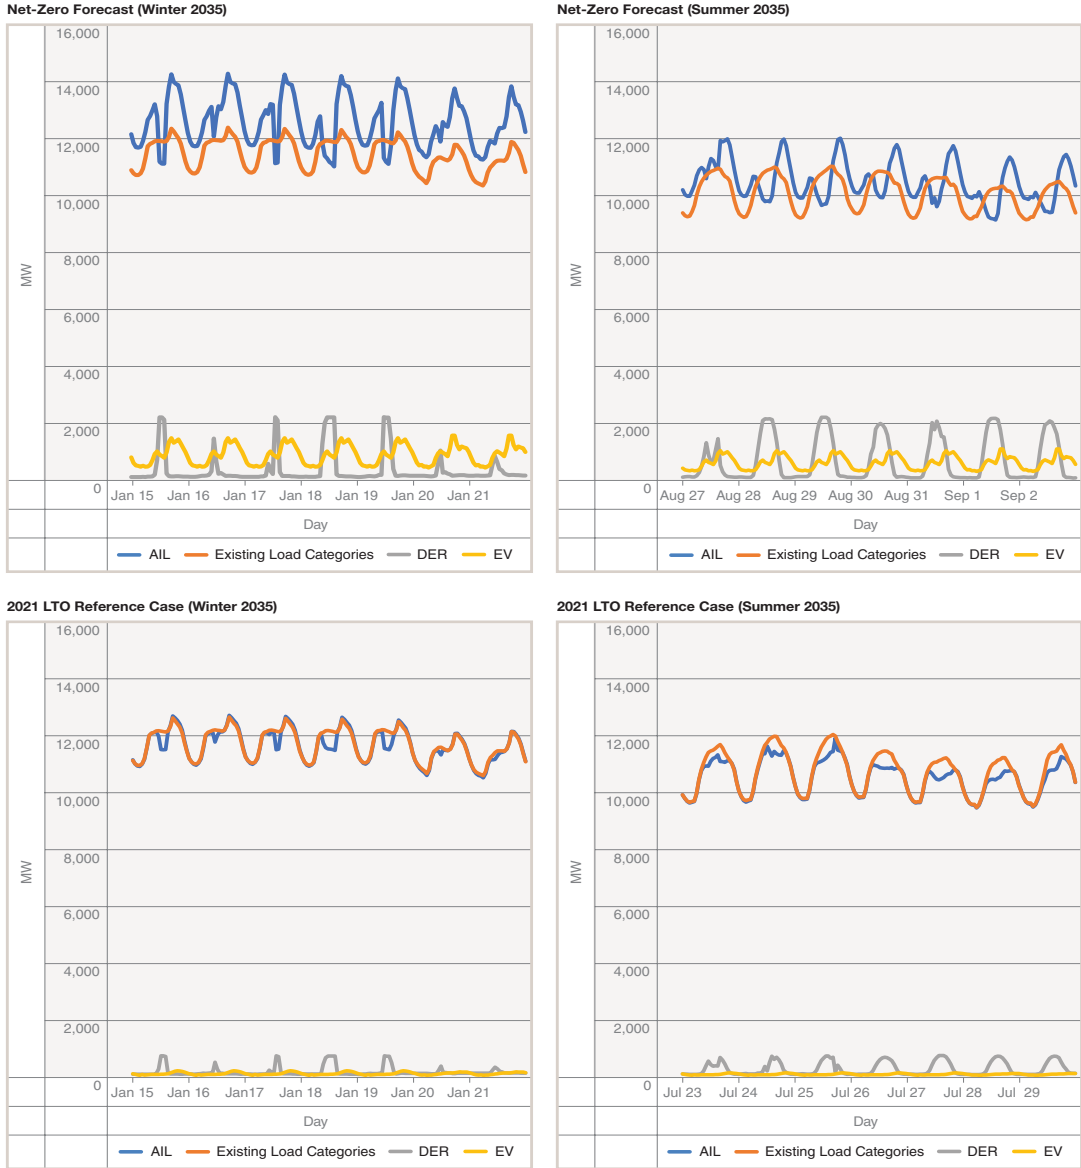 Net-Zero Forecast (Winter 2035)
16,000
14,000
12,000
10,000
8,000
6,000
4,000
2,000
0
MW
Jan 15 Jan 16 Jan 17 Jan 18 Jan 19 Jan 20 Jan 21
Day
AIL Existing Load Categories DER EV
Net-Zero Forecast (Summer 2035)
16,000
14,000
12,000
10,000
8,000
6,000
4,000
2,000
0
MW
Aug 27 Aug 28 Aug 29 Aug 30 Aug 31 Sep 1 Sep 2
Day
AIL Existing Load Categories DER EV
2021 LTO Reference Case (Winter 2035)
16,000
14,000
12,000
10,000
8,000
6,000
4,000
2,000
0
MW
Jan 15 Jan 16 Jan17 Jan 18 Jan 19 Jan 20 Jan 21
Day
AIL Existing Load Categories DER EV
2021 LTO Reference Case (Summer 2035)
16,000
14,000
12,000
10,000
8,000
6,000
4,000
2,000
0
MW
Jul 23 Jul 24 Jul 25 Jul 26 Jul 27 Jul 28 Jul 29
Day
AIL Existing Load Categories DER EV